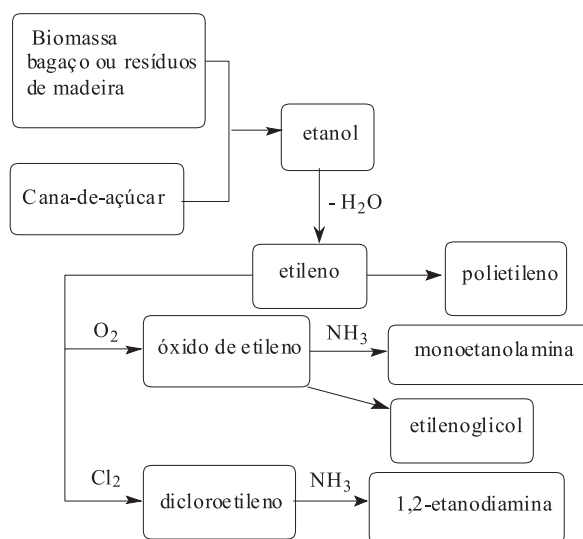 Biomassa
bagaço ou resíduos
de madeira
etanol
Cana-de-açúcar
- H₂O
etileno
polietileno
O₂
óxido de etileno
NH₃
monoetanolamina
etilenoglicol
Cl₂
dicloroetileno
NH₃
1,2-etanodiamina